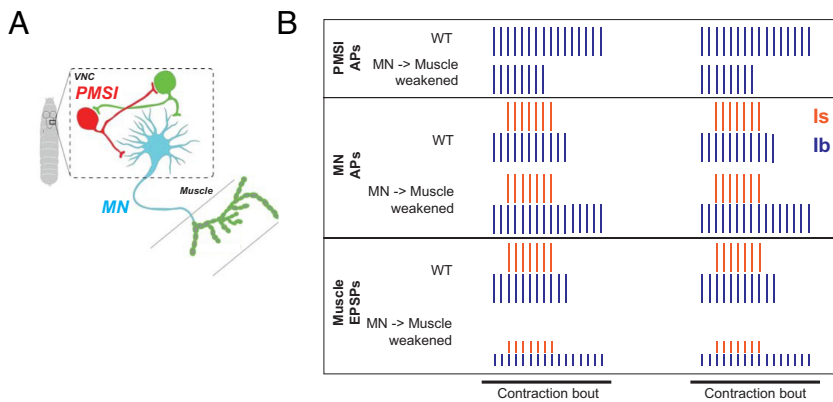 A
VNC
PMSI
MN
Muscle
B
PMSI
APs
WT
MN -> Muscle
weakened
MN
APs
WT
MN -> Muscle
weakened
Is
Ib
Muscle
EPSPs
WT
MN -> Muscle
weakened
Contraction bout
Contraction bout